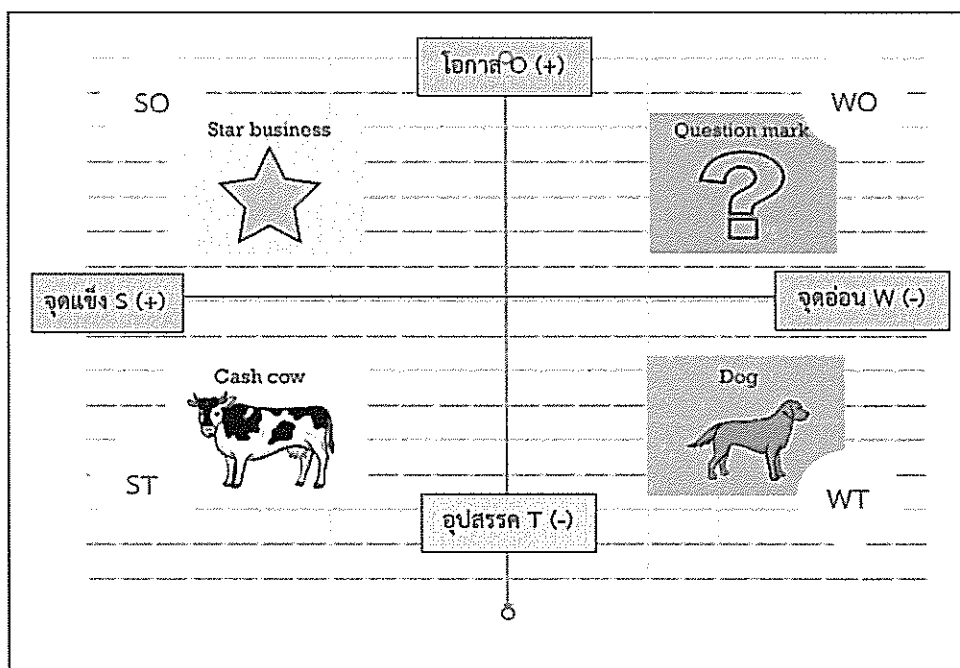 โอกาส O (+)
SO
WO
Star business
Question mark
จุดแข็ง S (+)
จุดอ่อน W (-)
Cash cow
Dog
ST
WT
อุปสรรค T (-)